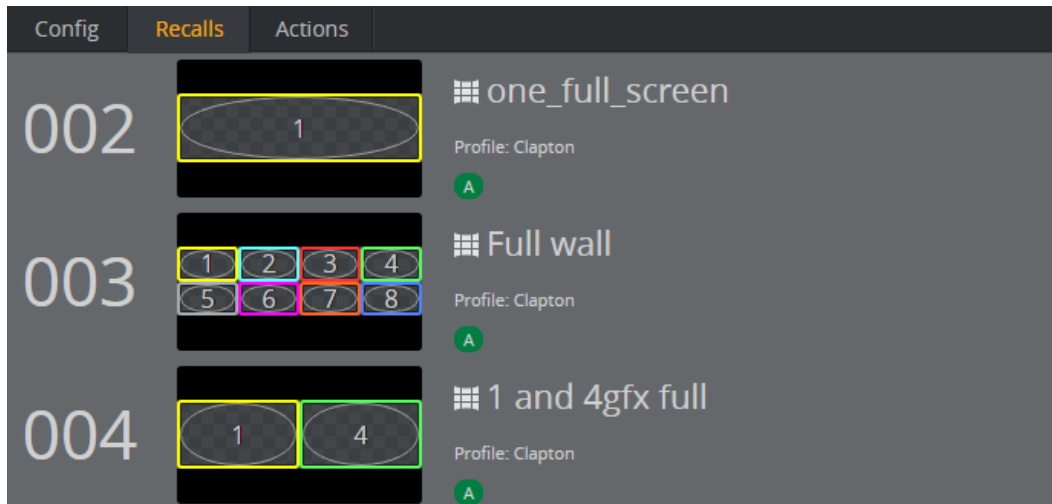 Config Recalls Actions
002
1
one_full_screen
Profile: Clapton
A
003
1 2 3 4
5 6 7 8
Full wall
Profile: Clapton
A
004
1 4
1 and 4gfx full
Profile: Clapton
A